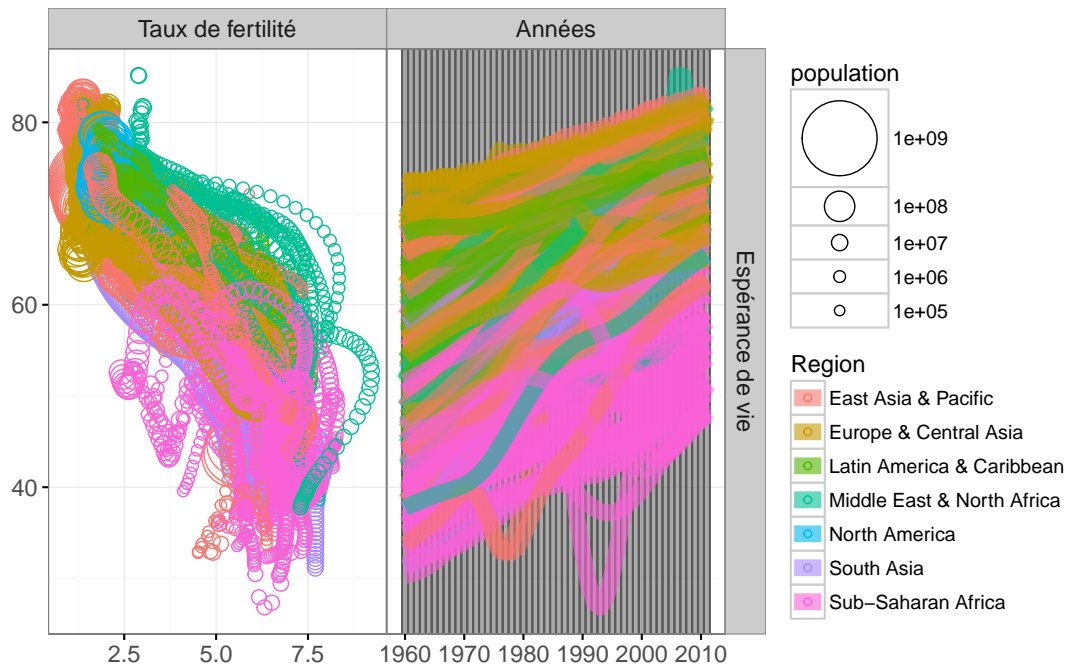 Taux de fertilité
Années
80
60
40
2.5
5.0
7.5
1960
1970
1980
1990
2000
2010
Espérance de vie
population
1e+09
1e+08
1e+07
1e+06
1e+05
Region
East Asia & Pacific
Europe & Central Asia
Latin America & Caribbean
Middle East & North Africa
North America
South Asia
Sub−Saharan Africa